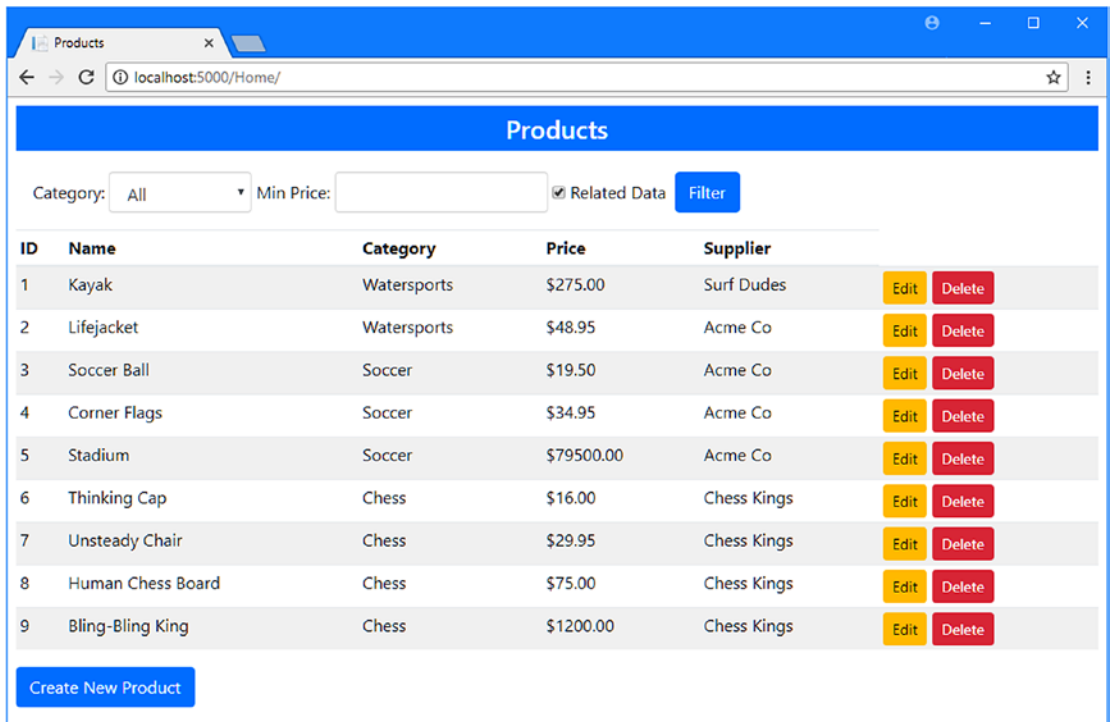 Products
localhost:5000/Home/
Products
Category: All Min Price: Related Data Filter
ID Name Category Price Supplier
1 Kayak Watersports $275.00 Surf Dudes Edit Delete
2 Lifejacket Watersports $48.95 Acme Co Edit Delete
3 Soccer Ball Soccer $19.50 Acme Co Edit Delete
4 Corner Flags Soccer $34.95 Acme Co Edit Delete
5 Stadium Soccer $79500.00 Acme Co Edit Delete
6 Thinking Cap Chess $16.00 Chess Kings Edit Delete
7 Unsteady Chair Chess $29.95 Chess Kings Edit Delete
8 Human Chess Board Chess $75.00 Chess Kings Edit Delete
9 Bling-Bling King Chess $1200.00 Chess Kings Edit Delete
Create New Product